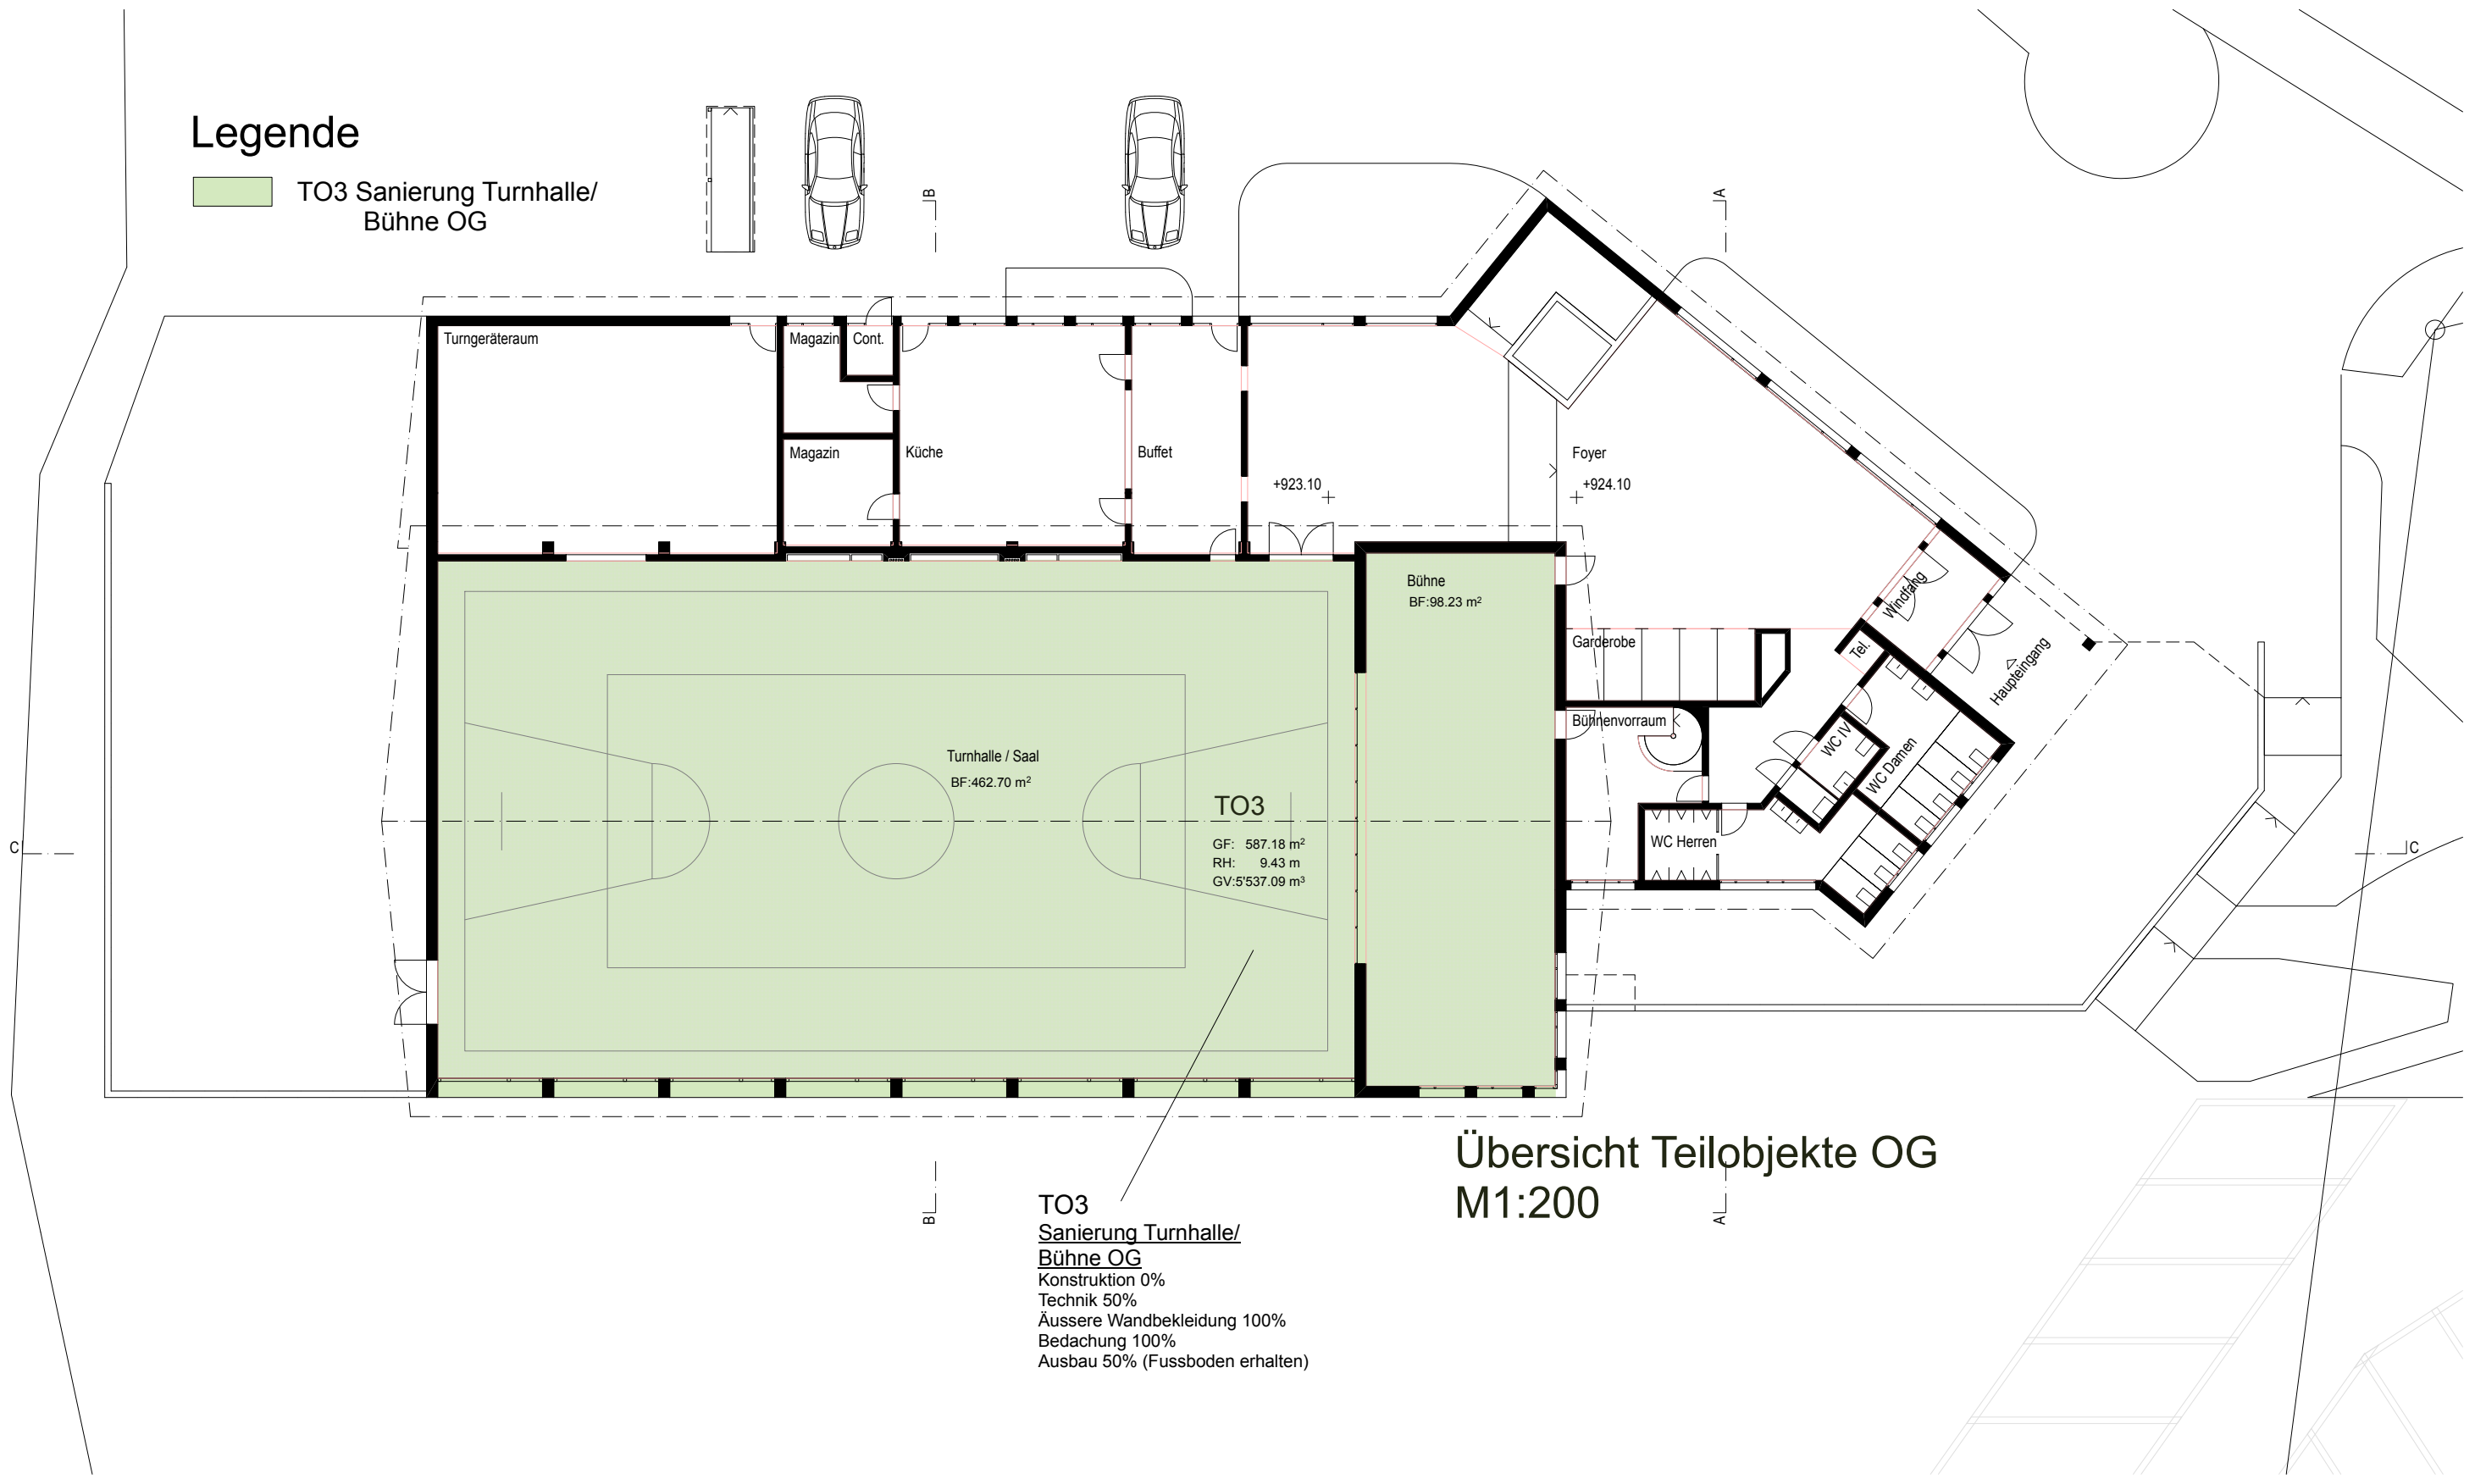 Legende
TO3 Sanierung Turnhalle/
Bühne OG
B
A
Turngeräteraum
Magazin
Cont.
Magazin
Küche
Buffet
Foyer
+923.10
+924.10
Bühne
BF:98.23 m²
Windfang
Garderobe
Tel.
Haupteingang
Bühnenvorraum
WC IV
WC Damen
Turnhalle / Saal
BF:462.70 m²
TO3
GF: 587.18 m²
RH: 9.43 m
GV:5'537.09 m³
WC Herren
C
C
Übersicht Teilobjekte OG
M1:200
B
A
TO3
Sanierung Turnhalle/
Bühne OG
Konstruktion 0%
Technik 50%
Äussere Wandbekleidung 100%
Bedachung 100%
Ausbau 50% (Fussboden erhalten)